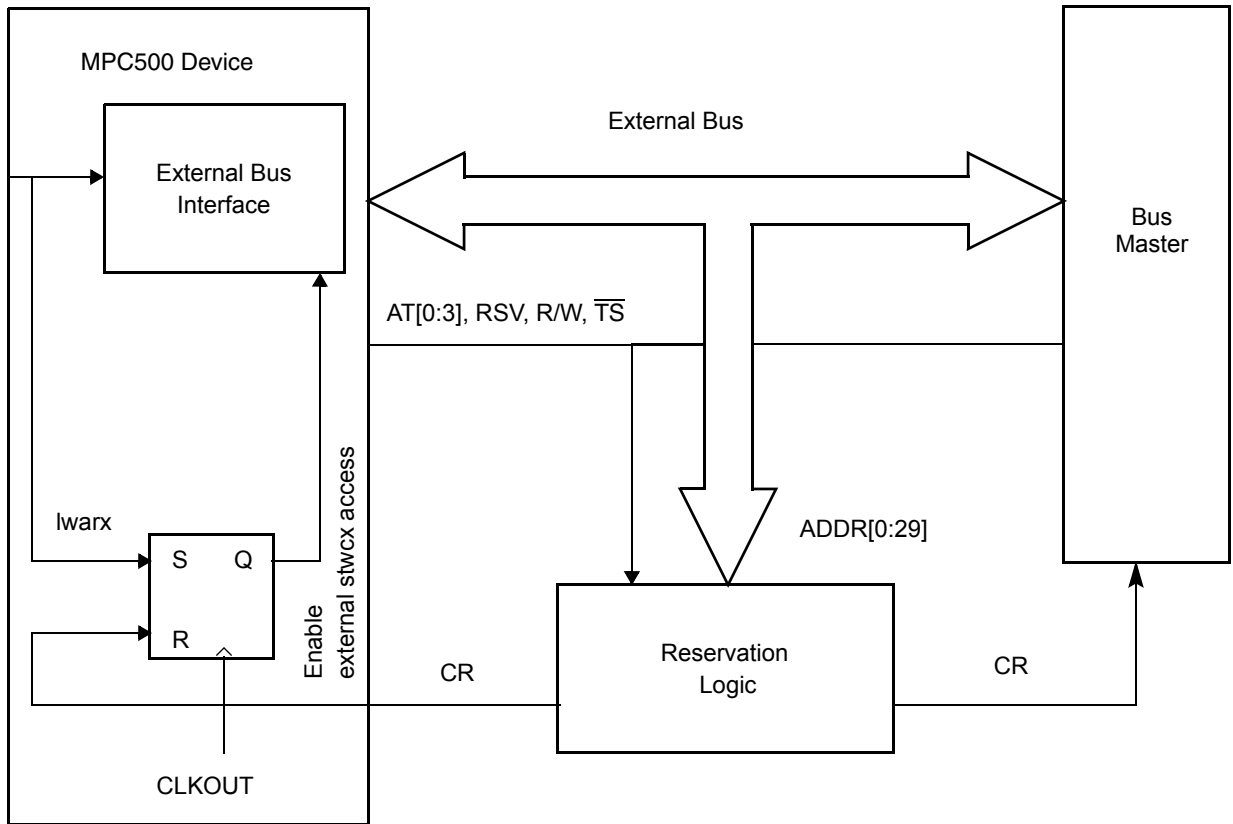 MPC500 Device
External Bus
Interface
External Bus
Bus
Master
AT[0:3], RSV, R/W, T̅S̅
lwarx
S Q
R
Enable
external stwcx access
ADDR[0:29]
Reservation
Logic
CR
CR
CLKOUT